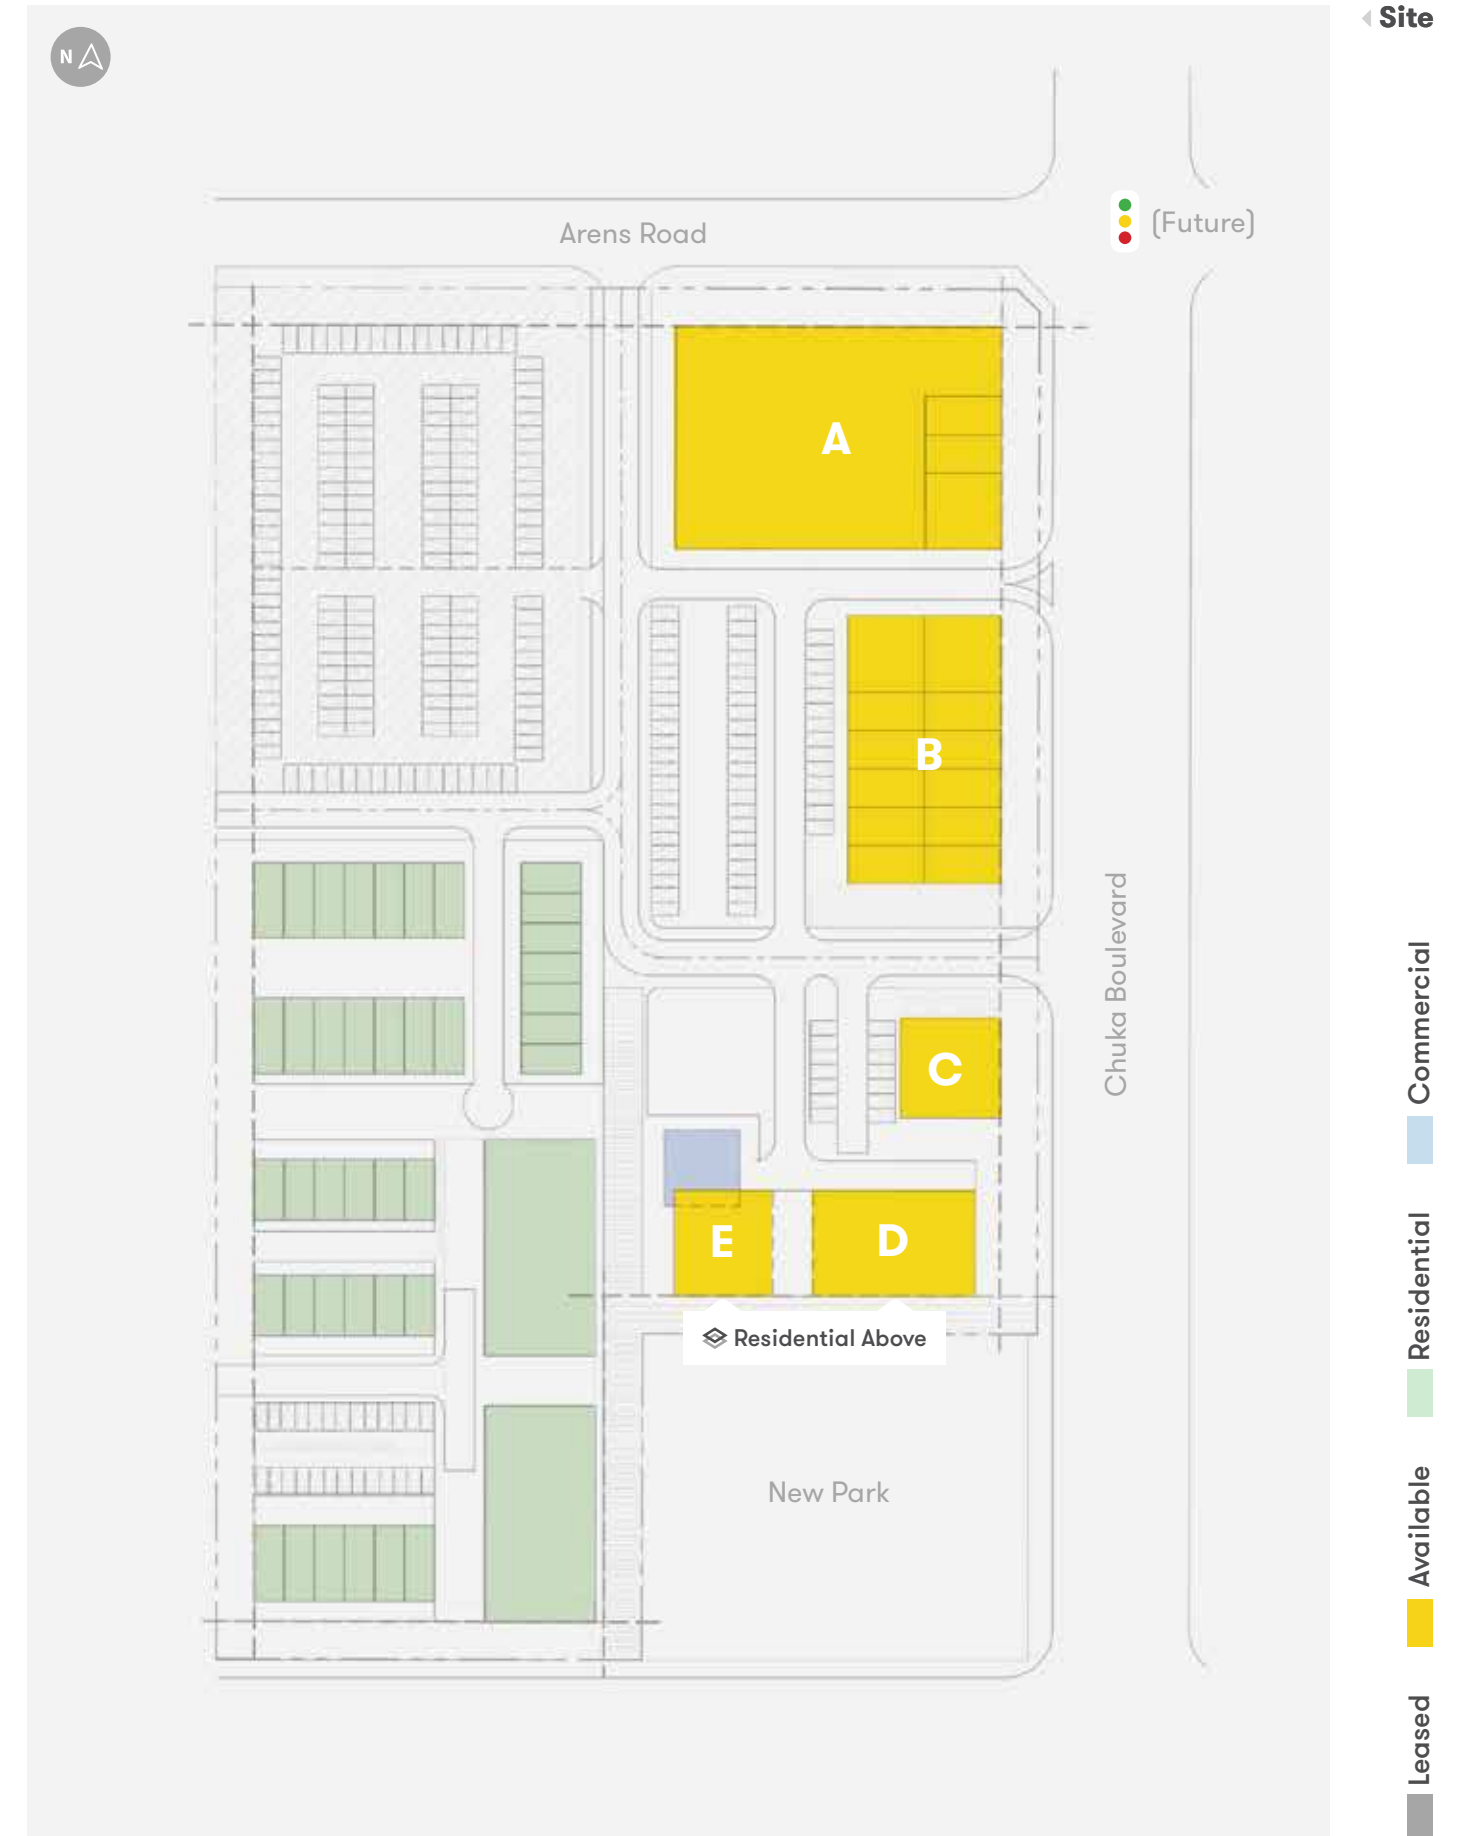 Site
N
Arens Road
(Future)
A
B
Chuka Boulevard
C
E
D
Residential Above
New Park
Commercial
Residential
Available
Leased